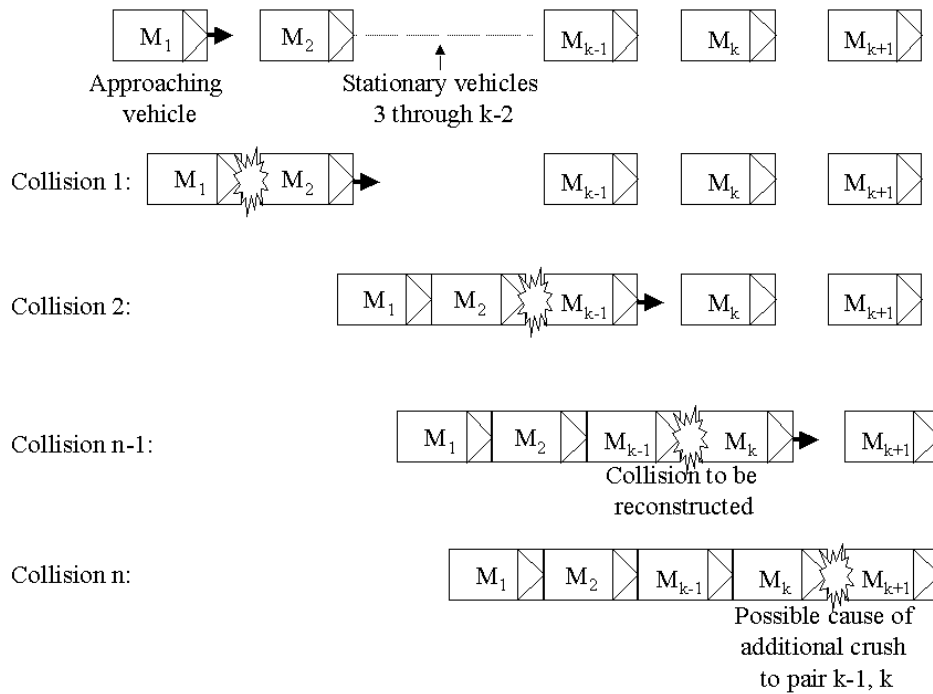 M1 M2 Mk-1 Mk Mk+1
Approaching
vehicle
Stationary vehicles
3 through k-2
Collision 1: M1 M2 Mk-1 Mk Mk+1
Collision 2: M1 M2 Mk-1 Mk Mk+1
Collision n-1: M1 M2 Mk-1 Mk Mk+1
Collision to be
reconstructed
Collision n: M1 M2 Mk-1 Mk Mk+1
Possible cause of
additional crush
to pair k-1, k